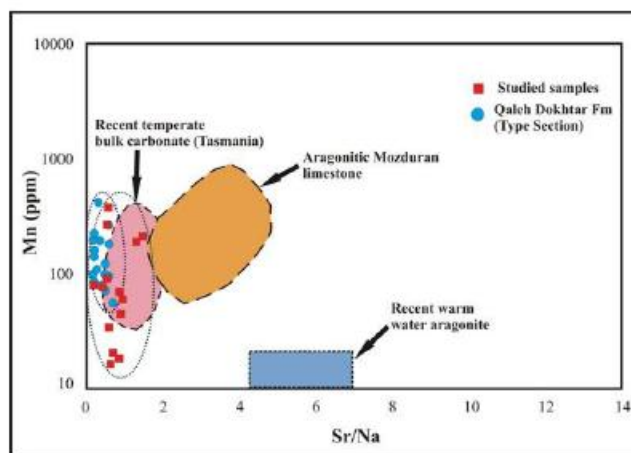 10000
Studied samples
Qaleh Dokhtar Fm
(Type Section)
Recent temperate
bulk carbonate (Tasmania)
Aragonitic Mozduran
limestone
1000
Mn (ppm)
100
Recent warm
water aragonite
10
0 2 4 6 8 10 12 14
Sr/Na